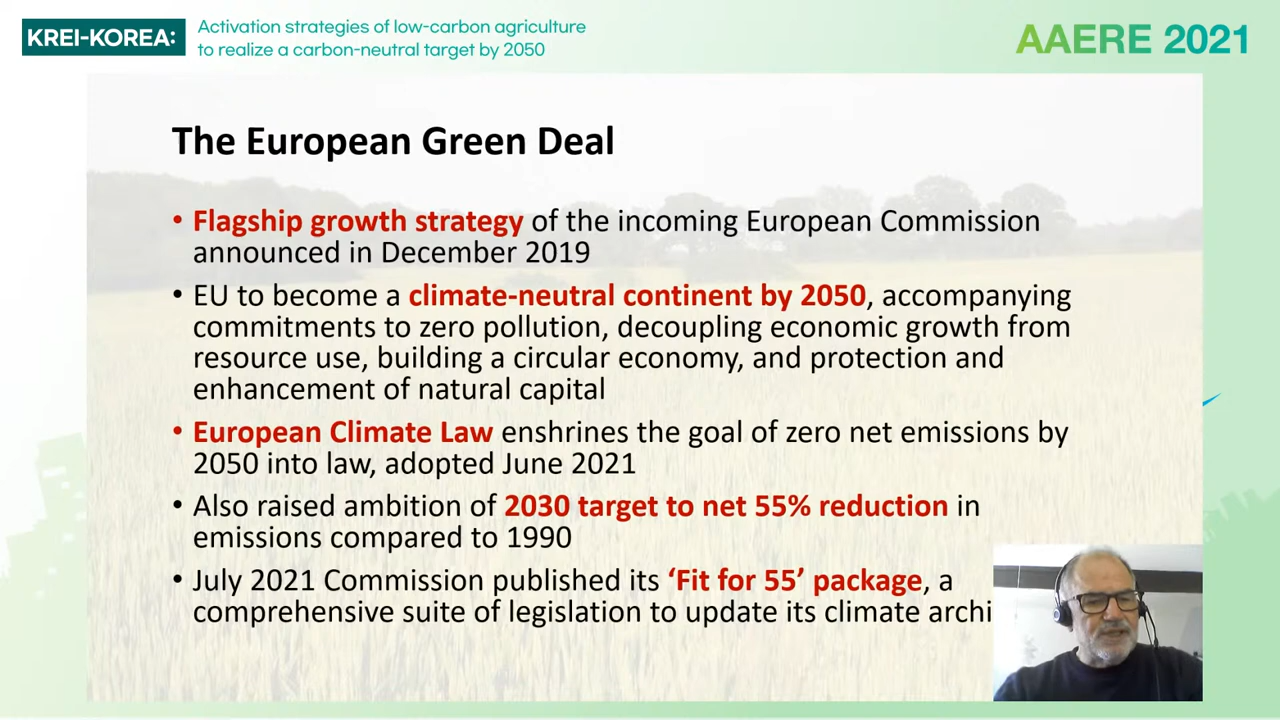 KREI-KOREA:
Activation strategies of low-carbon agriculture
to realize a carbon-neutral target by 2050
AAERE 2021
The European Green Deal
• Flagship growth strategy of the incoming European Commission
announced in December 2019
• EU to become a climate-neutral continent by 2050, accompanying
commitments to zero pollution, decoupling economic growth from
resource use, building a circular economy, and protection and
enhancement of natural capital
• European Climate Law enshrines the goal of zero net emissions by
2050 into law, adopted June 2021
• Also raised ambition of 2030 target to net 55% reduction in
emissions compared to 1990
• July 2021 Commission published its ‘Fit for 55’ package, a
comprehensive suite of legislation to update its climate archi